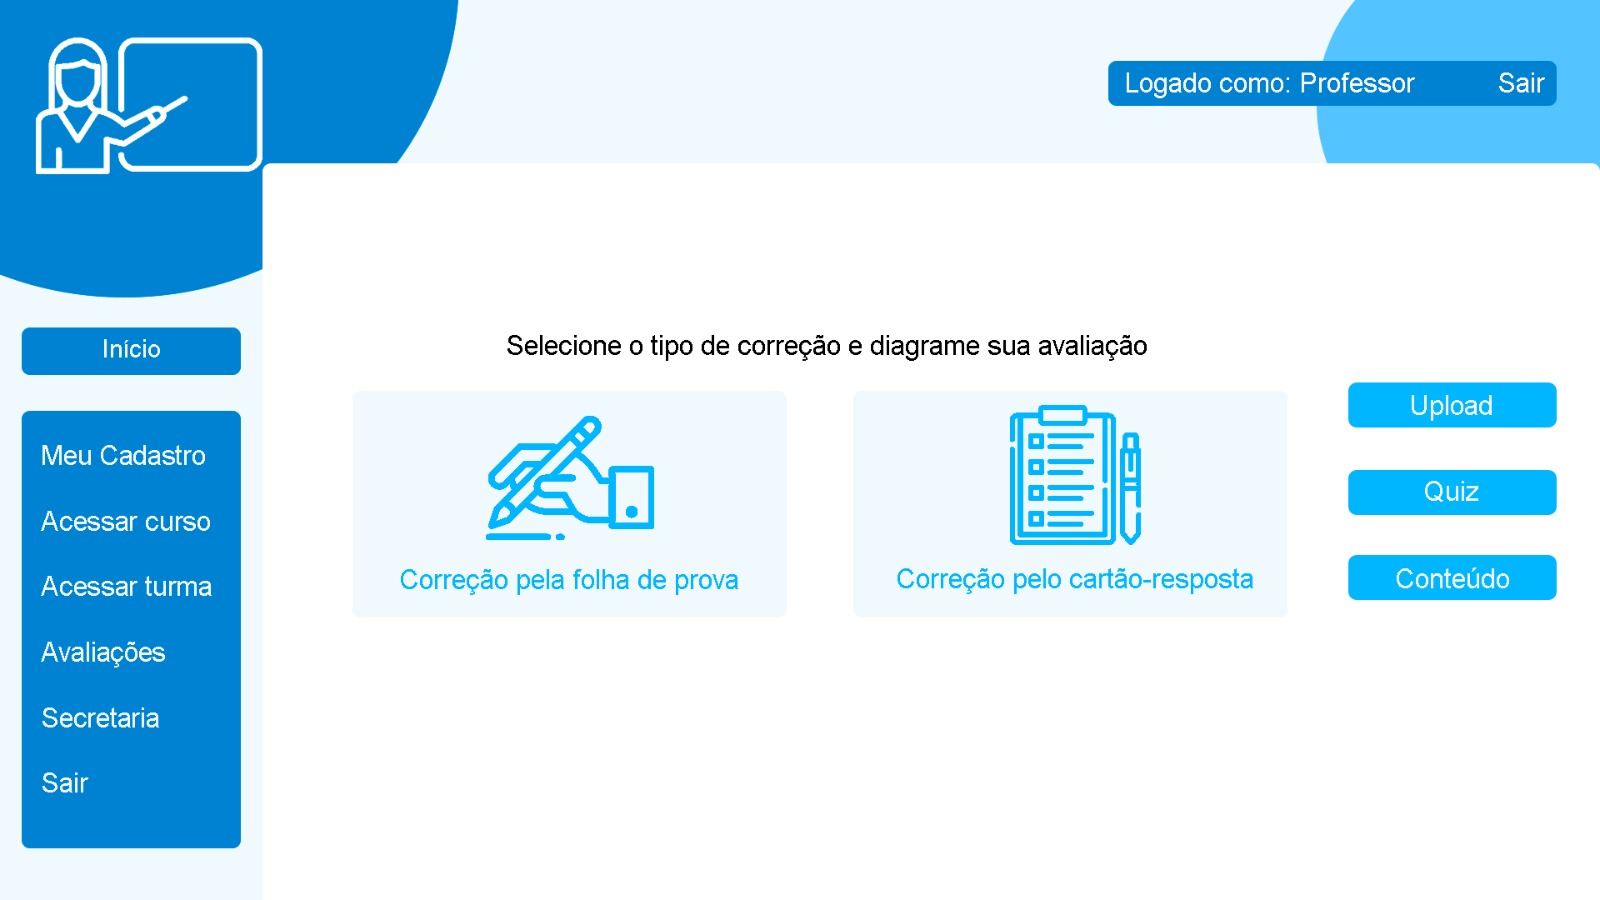 Logado como: Professor Sair
Início
Meu Cadastro
Acessar curso
Acessar turma
Avaliações
Secretaria
Sair
Selecione o tipo de correção e diagrame sua avaliação
Correção pela folha de prova
Correção pelo cartão-resposta
Upload
Quiz
Conteúdo